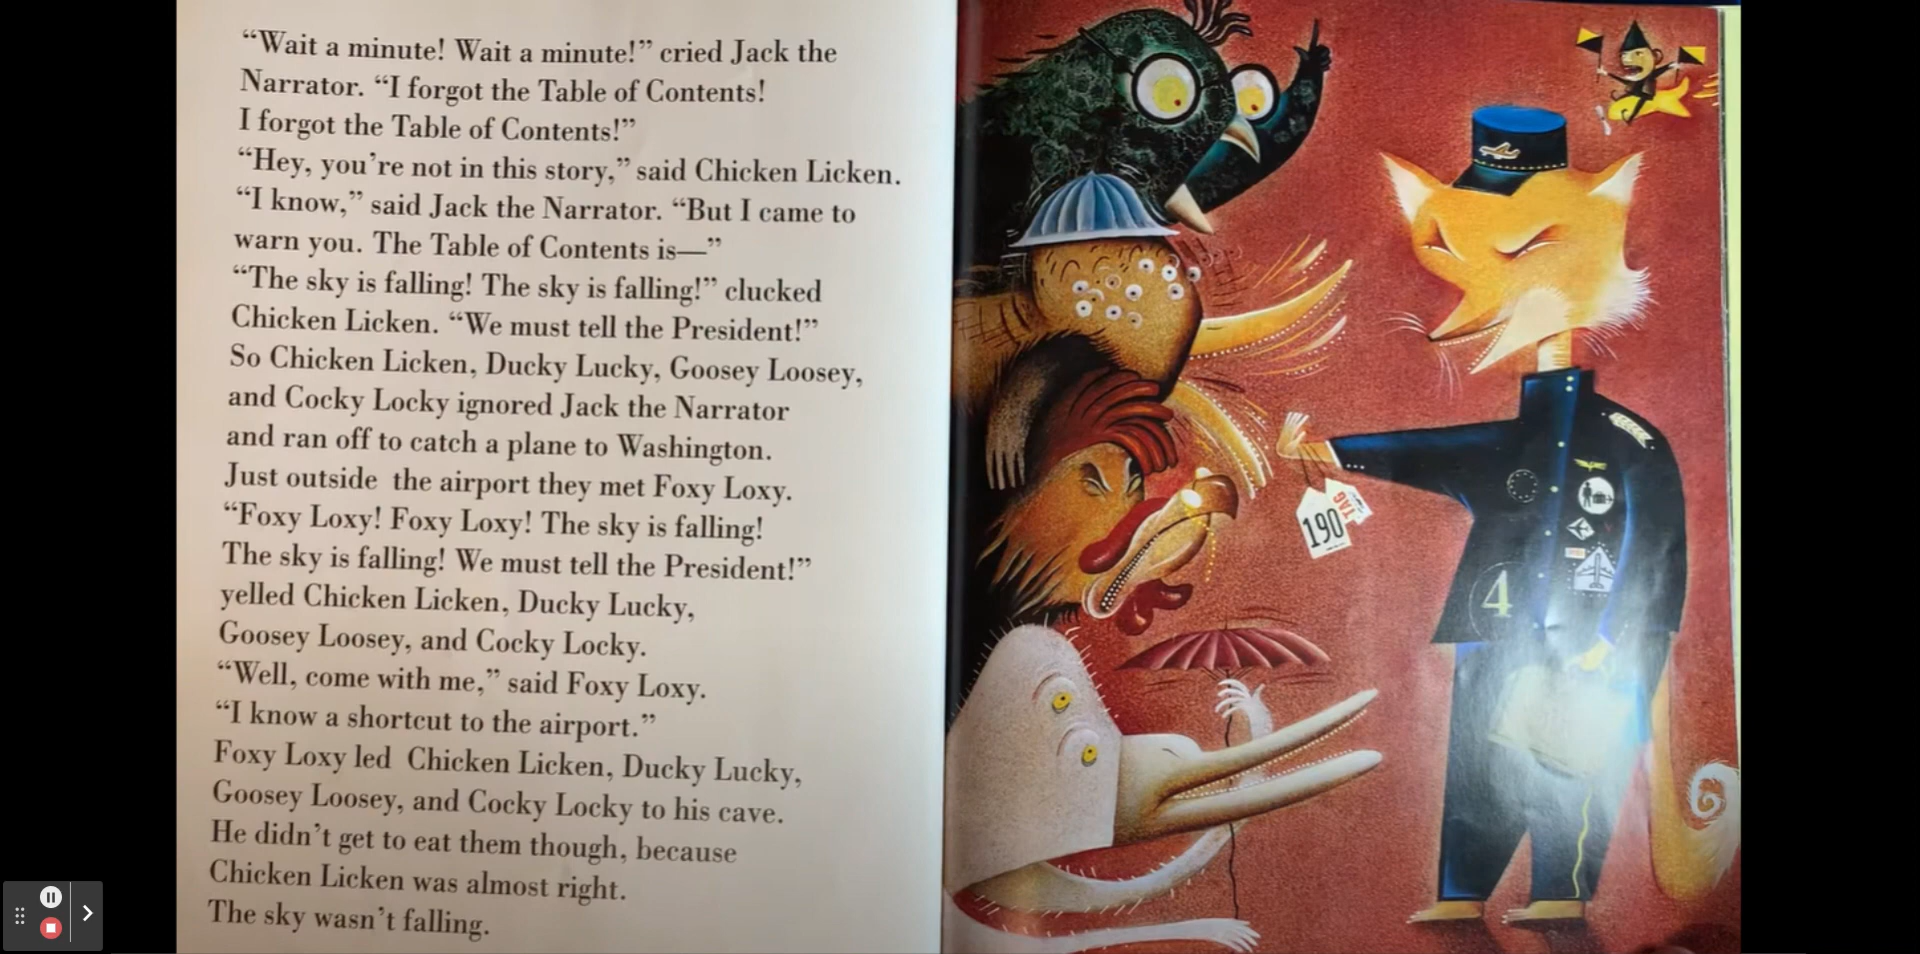 “Wait a minute! Wait a minute!” cried Jack the
Narrator. “I forgot the Table of Contents!
I forgot the Table of Contents!”
“Hey, you’re not in this story,” said Chicken Licken.
“I know,” said Jack the Narrator. “But I came to
warn you. The Table of Contents is—”
“The sky is falling! The sky is falling!” clucked
Chicken Licken. “We must tell the President!”
So Chicken Licken, Ducky Lucky, Goosey Loosey,
and Cocky Locky ignored Jack the Narrator
and ran off to catch a plane to Washington.
Just outside the airport they met Foxy Loxy.
“Foxy Loxy! Foxy Loxy! The sky is falling!
The sky is falling! We must tell the President!”
yelled Chicken Licken, Ducky Lucky,
Goosey Loosey, and Cocky Locky.
“Well, come with me,” said Foxy Loxy.
“I know a shortcut to the airport.”
Foxy Loxy led Chicken Licken, Ducky Lucky,
Goosey Loosey, and Cocky Locky to his cave.
He didn’t get to eat them though, because
Chicken Licken was almost right.
The sky wasn’t falling.
TAG
190
4